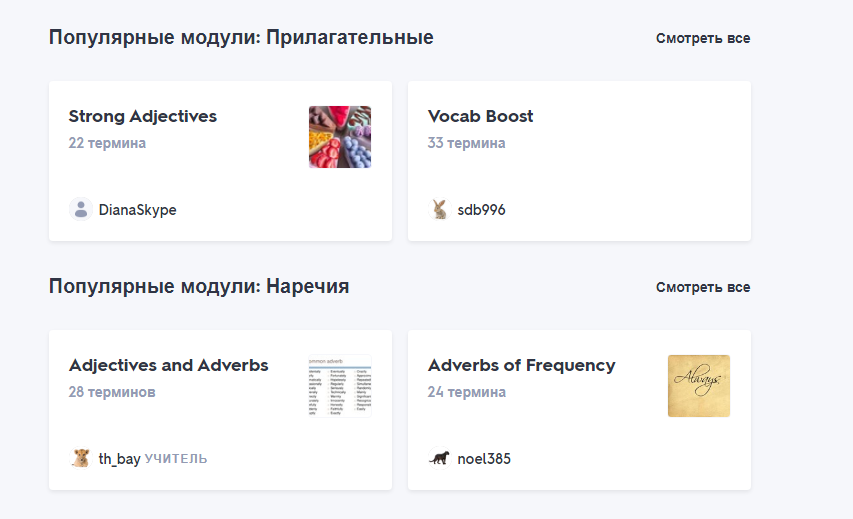 Популярные модули: Прилагательные
Смотреть все
Strong Adjectives
22 термина
DianaSkype
Vocab Boost
33 термина
sdb996
Популярные модули: Наречия
Смотреть все
Adjectives and Adverbs
28 терминов
th_bay УЧИТЕЛЬ
Adverbs of Frequency
24 термина
Always
noel385